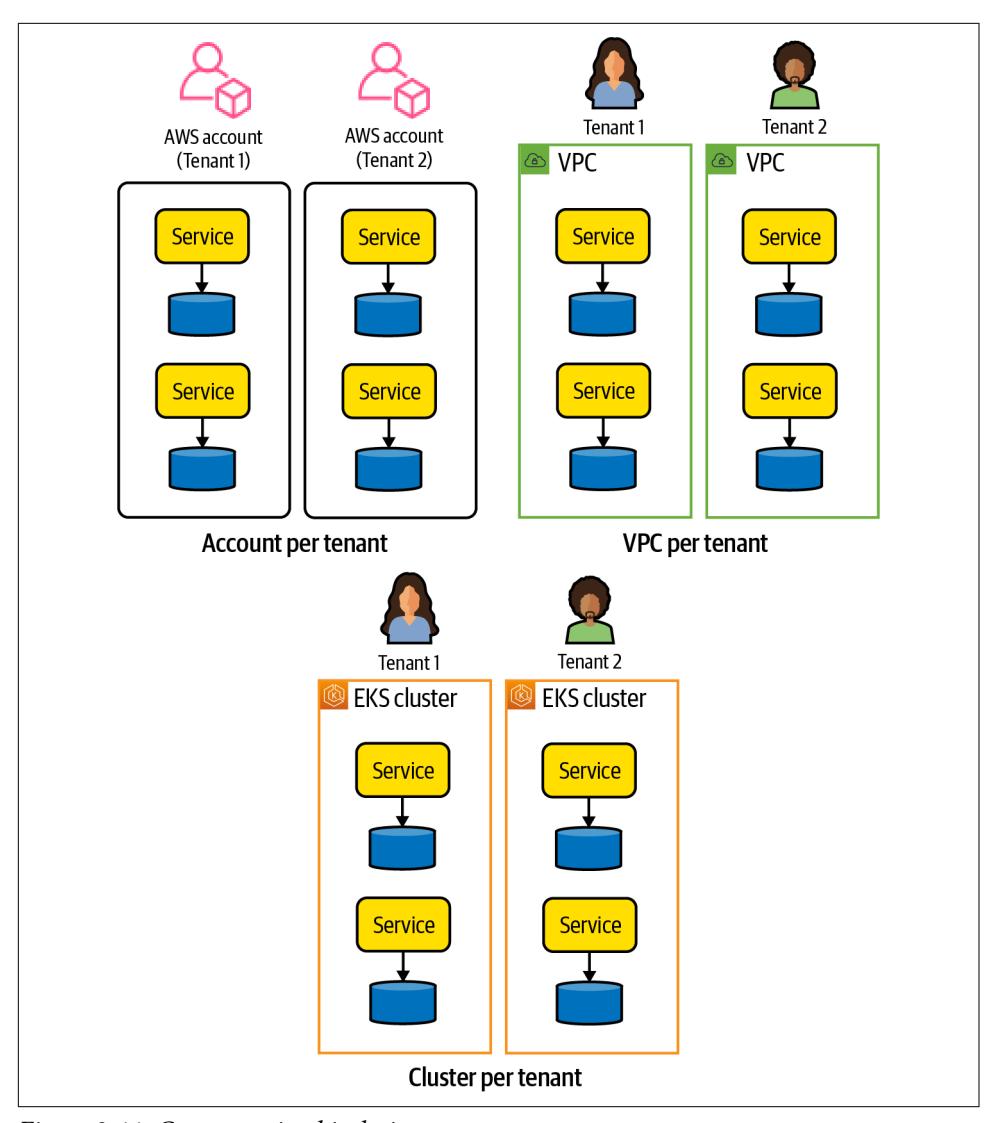 AWS account
(Tenant 1)
AWS account
(Tenant 2)
Tenant 1
Tenant 2
VPC
VPC
Service
Service
Service
Service
Service
Service
Service
Service
Account per tenant
VPC per tenant
Tenant 1
Tenant 2
EKS cluster
EKS cluster
Service
Service
Service
Service
Cluster per tenant